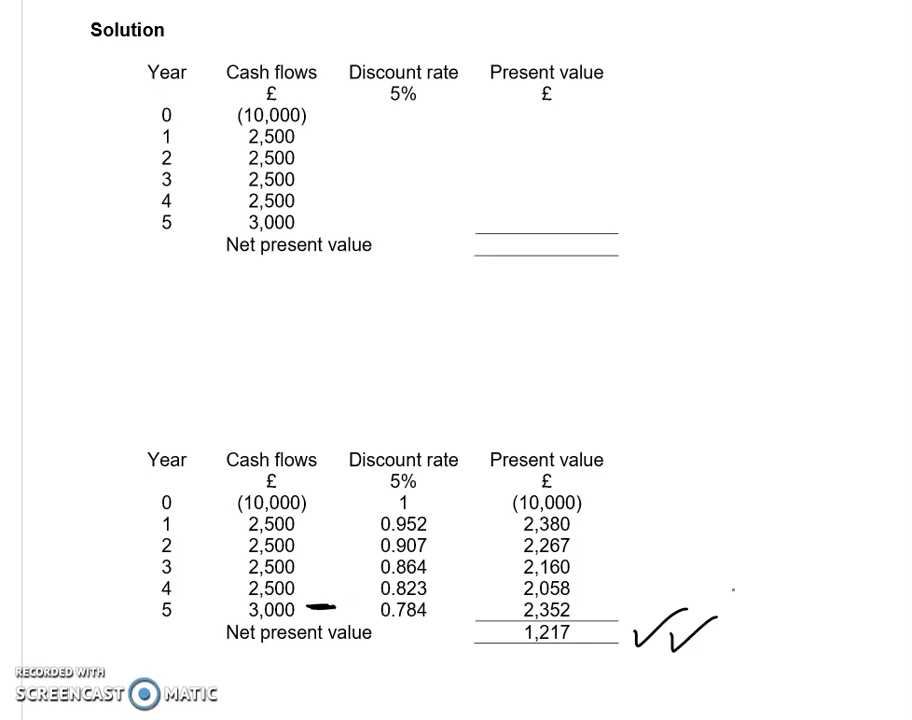 Solution
Year Cash flows Discount rate Present value
£ 5% £
0 (10,000)
1 2,500
2 2,500
3 2,500
4 2,500
5 3,000
Net present value
Year Cash flows Discount rate Present value
£ 5% £
0 (10,000) 1 (10,000)
1 2,500 0.952 2,380
2 2,500 0.907 2,267
3 2,500 0.864 2,160
4 2,500 0.823 2,058
5 3,000 0.784 2,352
Net present value 1,217
RECORDED WITH
SCREENCAST MATIC